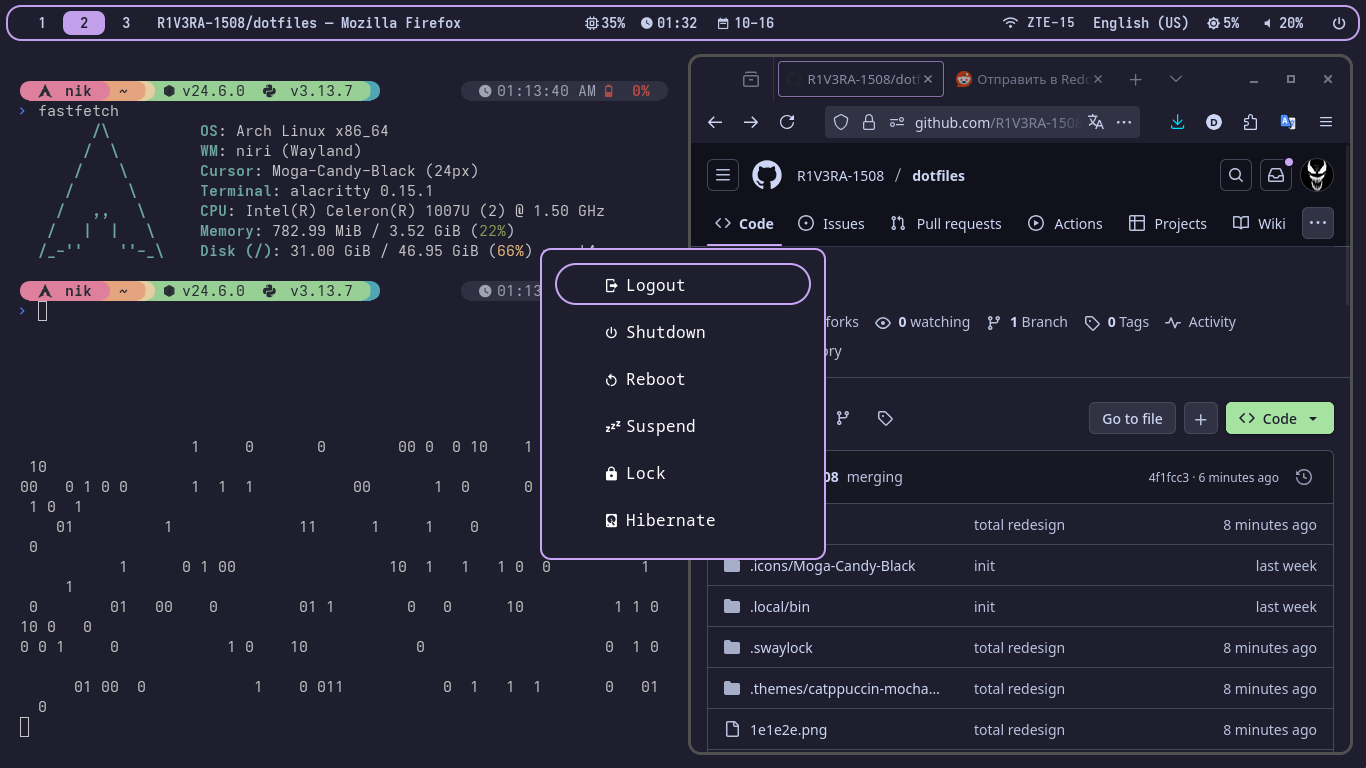 1 2 3 R1V3RA-1508/dotfiles — Mozilla Firefox 35% 01:32 10-16 ZTE-15 English (US) 5% 20%
nik ~ v24.6.0 v3.13.7 01:13:40 AM 0%
› fastfetch
/\ OS: Arch Linux x86_64
/ \ WM: niri (Wayland)
/ \ Cursor: Moga-Candy-Black (24px)
/ \ Terminal: alacritty 0.15.1
/ ,, \ CPU: Intel(R) Celeron(R) 1007U (2) @ 1.50 GHz
/ | | \ Memory: 782.99 MiB / 3.52 GiB (22%)
/_-'' ''-_\ Disk (/): 31.00 GiB / 46.95 GiB (66%)
nik ~ v24.6.0 v3.13.7 01:13
›
1 0 0 00 0 0 10 1
10
00 0 1 0 0 1 1 1 00 1 0 0
1 0 1
01 1 11 1 1 0
0
1 0 1 00 10 1 1 1 0 0 1
1
0 01 00 0 01 1 0 0 10 1 1 0
10 0 0
0 0 1 0 1 0 10 0 0 1 0
01 00 0 1 0 011 0 1 1 1 0 01
0
Logout
Shutdown
Reboot
Suspend
Lock
Hibernate
R1V3RA-1508/dotf Отправить в Redd
github.com/R1V3RA-1508
R1V3RA-1508 / dotfiles
Code Issues Pull requests Actions Projects Wiki
forks 0 watching 1 Branch 0 Tags Activity
ory
Go to file + Code
08 merging 4f1fcc3 · 6 minutes ago
total redesign 8 minutes ago
.icons/Moga-Candy-Black init last week
.local/bin init last week
.swaylock total redesign 8 minutes ago
.themes/catppuccin-mocha... total redesign 8 minutes ago
1e1e2e.png total redesign 8 minutes ago